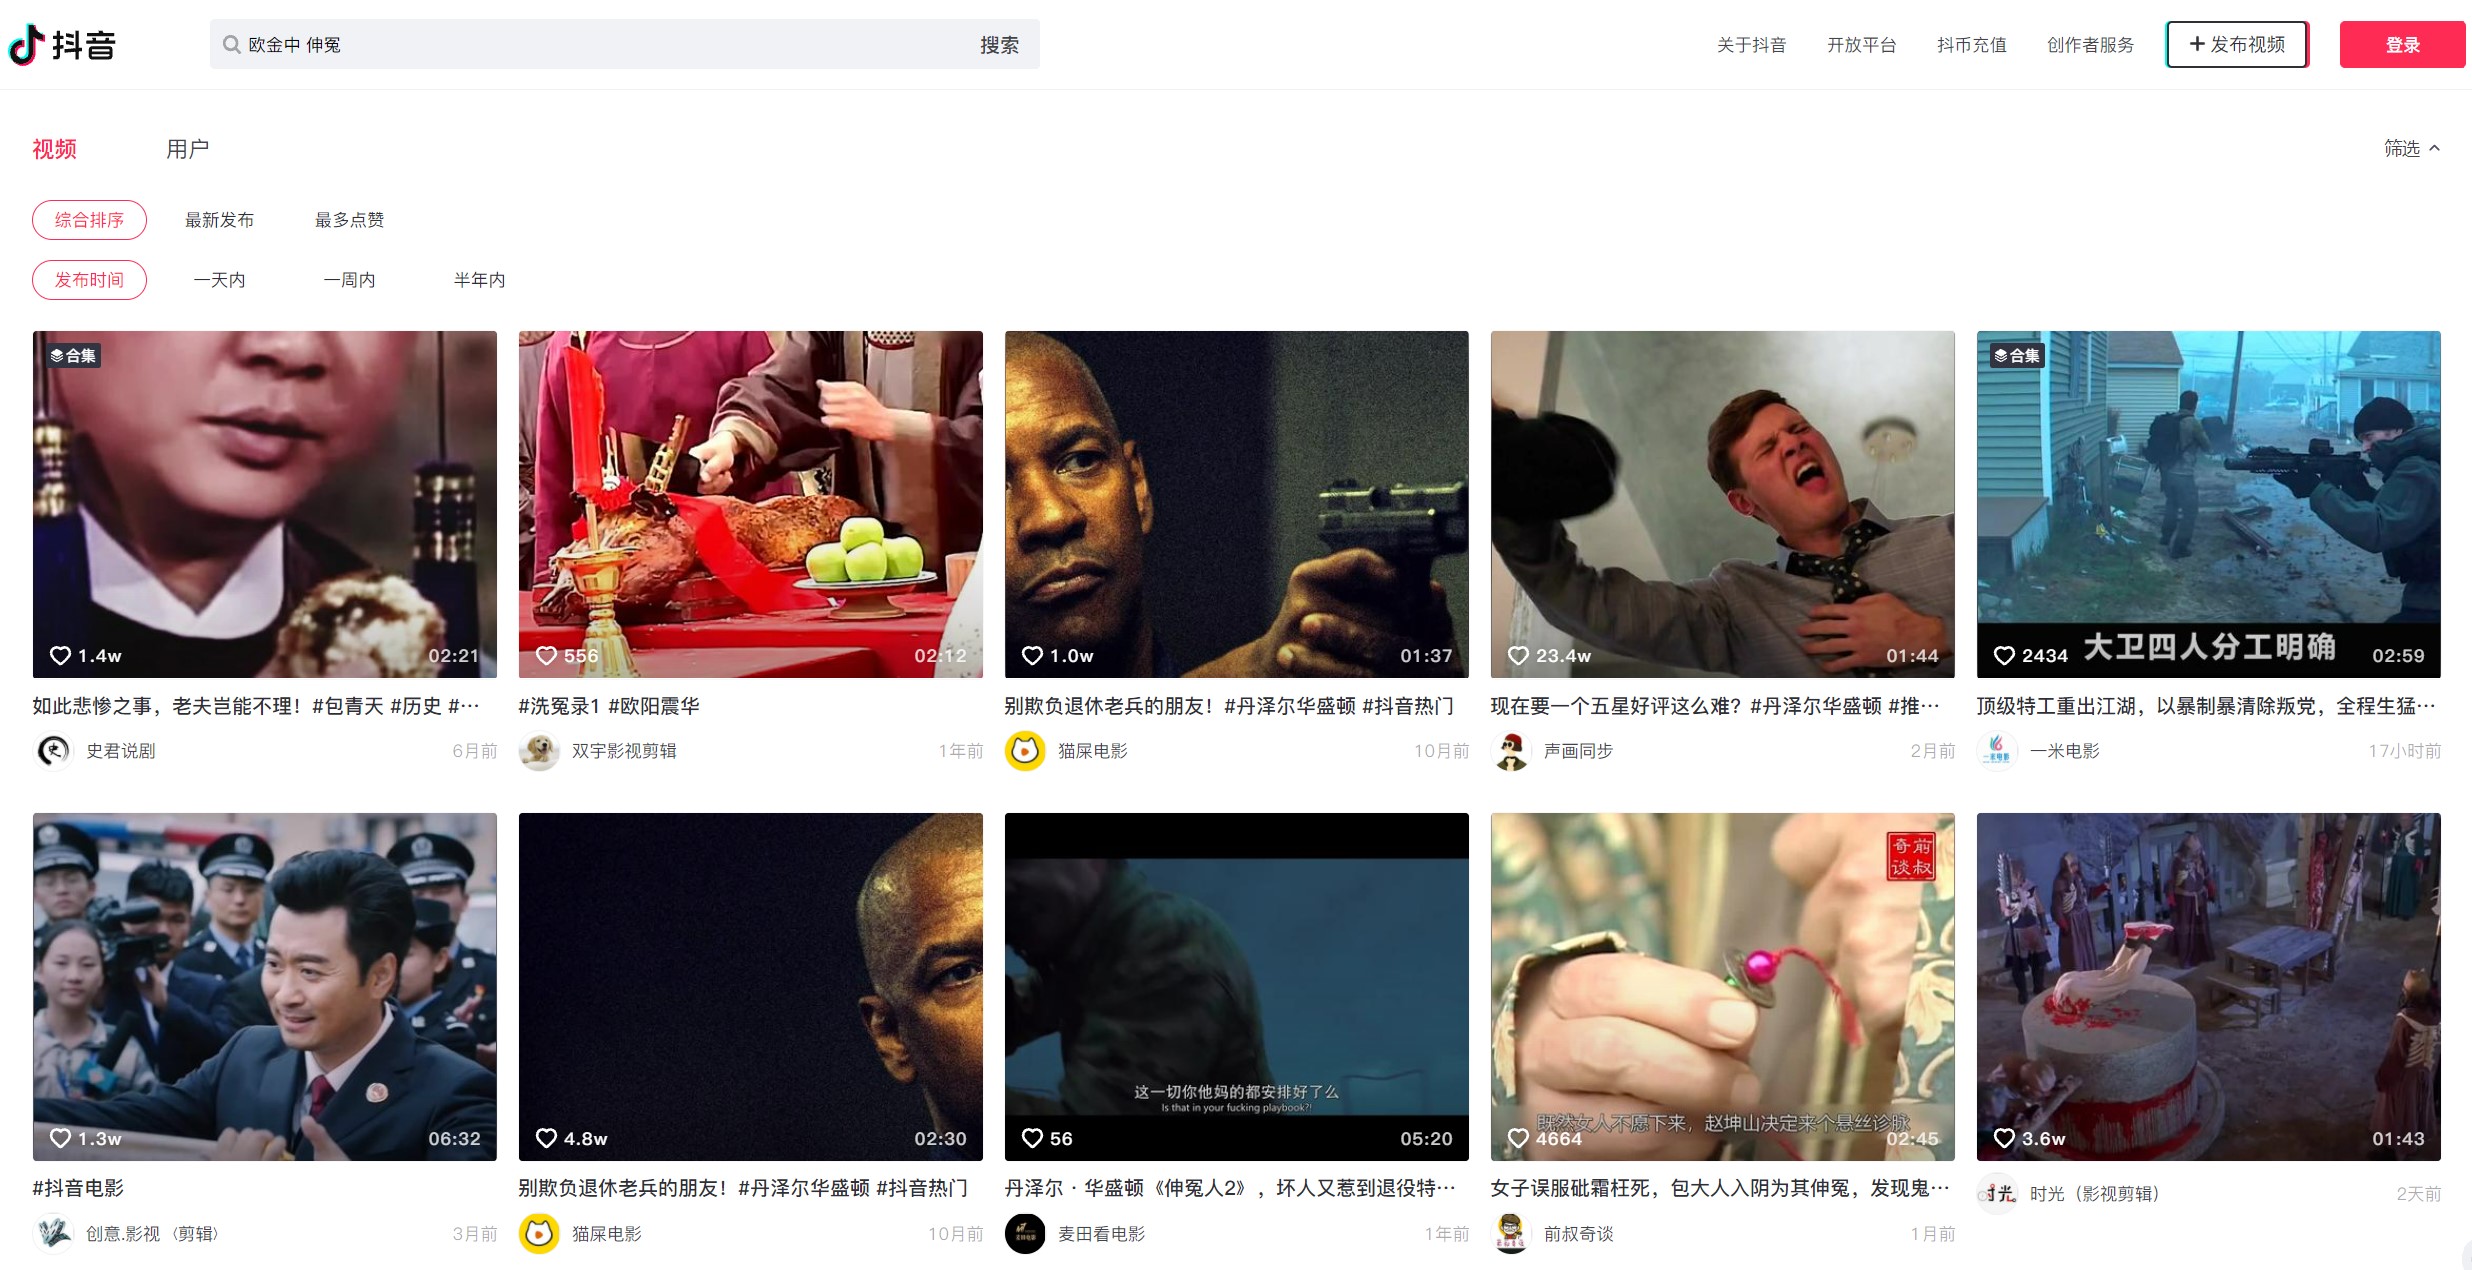 抖音
欧金中 伸冤
搜索
关于抖音
开放平台
抖币充值
创作者服务
+ 发布视频
登录
视频
用户
筛选
综合排序
最新发布
最多点赞
发布时间
一天内
一周内
半年内
合集
1.4w
02:21
556
02:12
1.0w
01:37
23.4w
01:44
合集
大卫四人分工明确
2434
02:59
如此悲惨之事，老夫岂能不理！#包青天 #历史 #…
史君说剧
6月前
#洗冤录1 #欧阳震华
双宇影视剪辑
1年前
别欺负退休老兵的朋友！#丹泽尔华盛顿 #抖音热门
猫屎电影
10月前
现在要一个五星好评这么难？#丹泽尔华盛顿 #推…
声画同步
2月前
顶级特工重出江湖，以暴制暴清除叛党，全程生猛…
一米电影
17小时前
1.3w
06:32
4.8w
02:30
这一切你他妈的都安排好了么
Is that in your fucking playbook?!
56
05:20
奇前
谈叔
既然女人不愿下来，赵坤山决定来个悬丝诊脉
4664
02:45
3.6w
01:43
#抖音电影
创意.影视（剪辑）
3月前
别欺负退休老兵的朋友！#丹泽尔华盛顿 #抖音热门
猫屎电影
10月前
丹泽尔·华盛顿《伸冤人2》，坏人又惹到退役特…
麦田看电影
1年前
女子误服砒霜枉死，包大人入阴为其伸冤，发现鬼…
前叔奇谈
1月前
时光（影视剪辑）
2天前